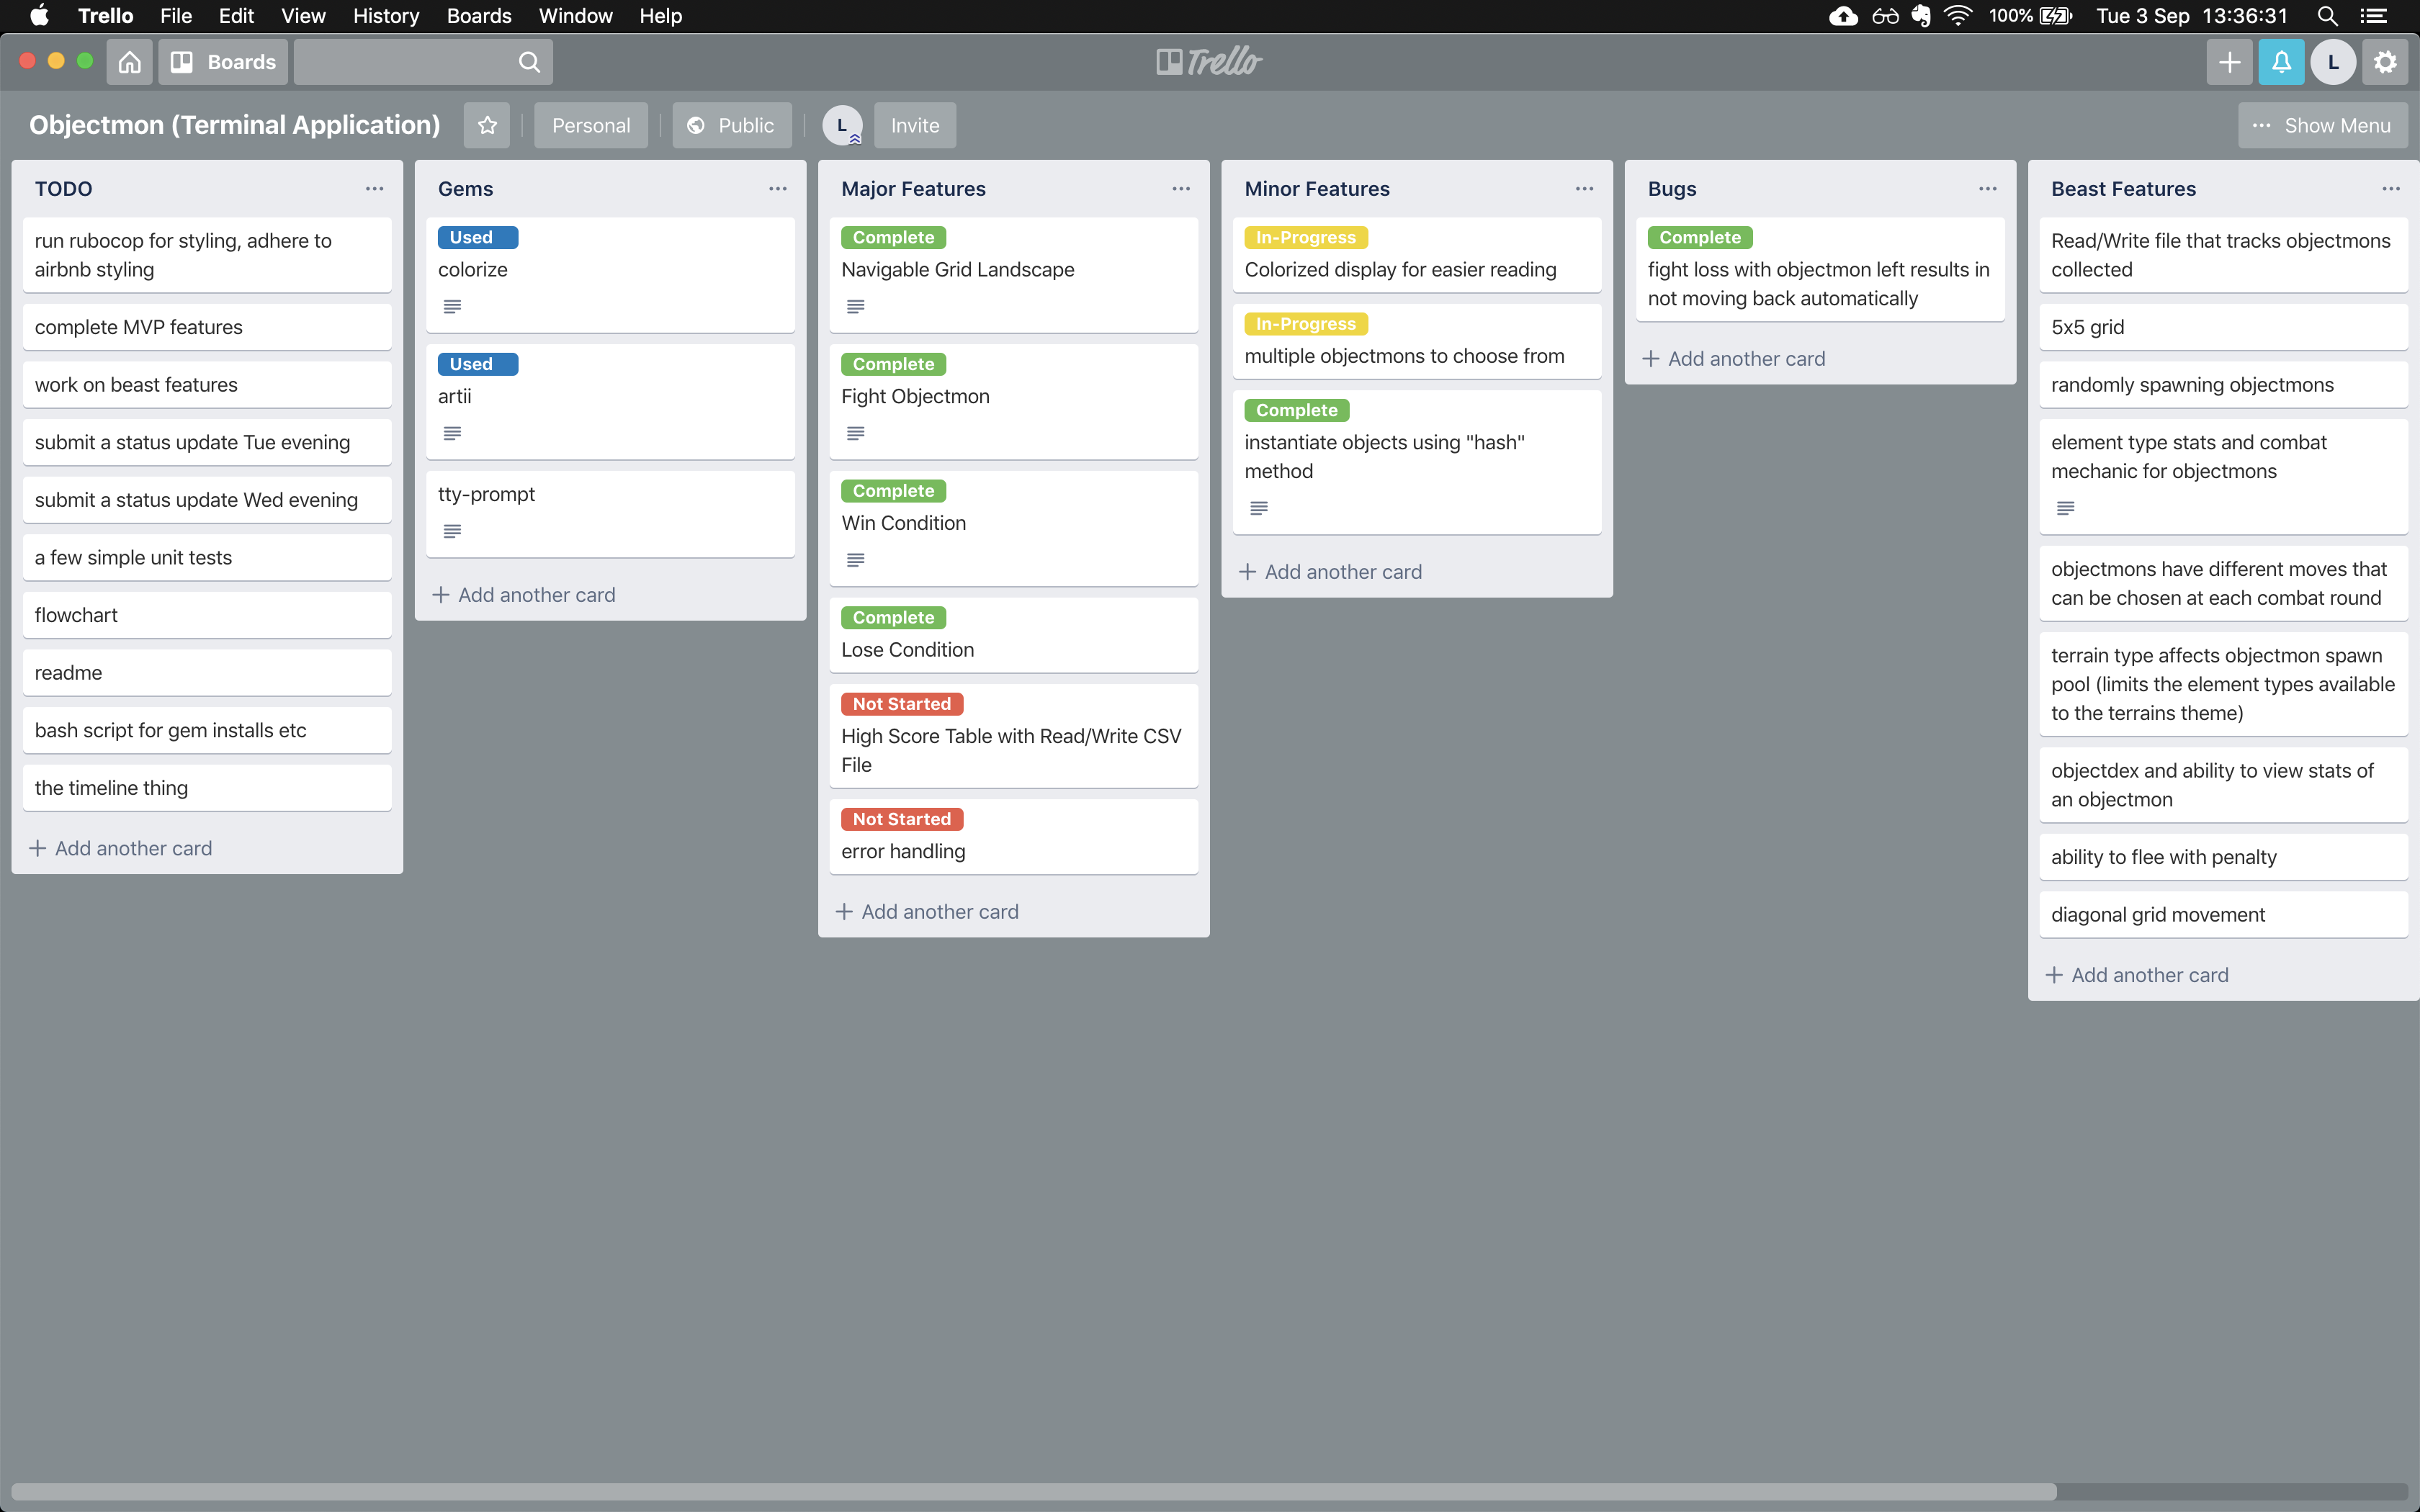 Trello File Edit View History Boards Window Help 100% Tue 3 Sep 13:36:31
Boards Trello L
Objectmon (Terminal Application) Personal Public L Invite ... Show Menu
TODO
run rubocop for styling, adhere to
airbnb styling
complete MVP features
work on beast features
submit a status update Tue evening
submit a status update Wed evening
a few simple unit tests
flowchart
readme
bash script for gem installs etc
the timeline thing
+ Add another card
Gems
Used
colorize
Used
artii
tty-prompt
+ Add another card
Major Features
Complete
Navigable Grid Landscape
Complete
Fight Objectmon
Complete
Win Condition
Complete
Lose Condition
Not Started
High Score Table with Read/Write CSV
File
Not Started
error handling
+ Add another card
Minor Features
In-Progress
Colorized display for easier reading
In-Progress
multiple objectmons to choose from
Complete
instantiate objects using "hash"
method
+ Add another card
Bugs
Complete
fight loss with objectmon left results in
not moving back automatically
+ Add another card
Beast Features
Read/Write file that tracks objectmons
collected
5x5 grid
randomly spawning objectmons
element type stats and combat
mechanic for objectmons
objectmons have different moves that
can be chosen at each combat round
terrain type affects objectmon spawn
pool (limits the element types available
to the terrains theme)
objectdex and ability to view stats of
an objectmon
ability to flee with penalty
diagonal grid movement
+ Add another card